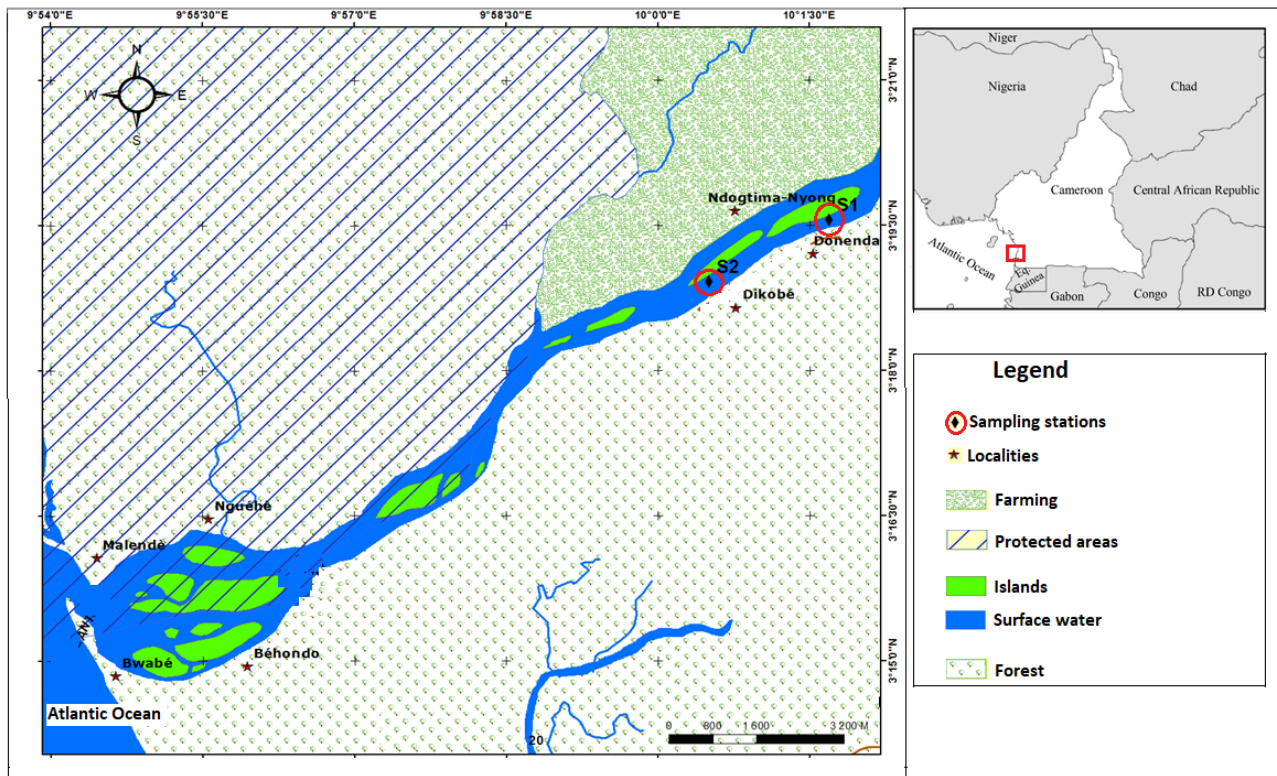 9°54'0"E 9°55'30"E 9°57'0"E 9°58'30"E 10°0'0"E 10°1'30"E
N
W E
S
3°21'0"N
3°19'30"N
3°18'0"N
3°16'30"N
3°15'0"N
Ndogtima-Nyong
S1
Donenda
S2
Dikobé
Nguéhé
Malendè
Bwabé
Béhondo
Atlantic Ocean
20
0 800 1 600 3 200 M
Niger
Nigeria
Chad
Cameroon
Central African Republic
Atlantic Ocean
Eq.
Guinea
Gabon
Congo
RD Congo
Legend
Sampling stations
Localities
Farming
Protected areas
Islands
Surface water
Forest